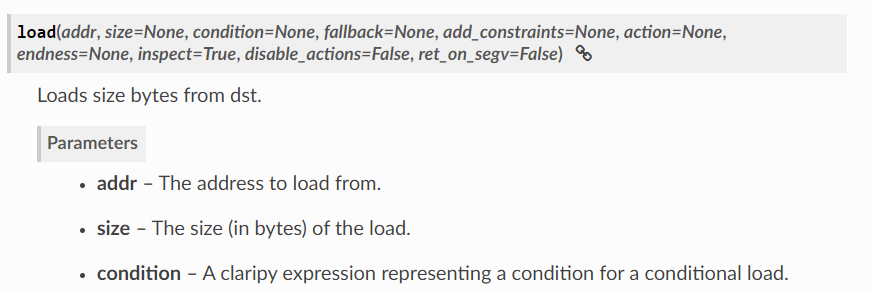 load(addr, size=None, condition=None, fallback=None, add_constraints=None, action=None,
endness=None, inspect=True, disable_actions=False, ret_on_segv=False)
Loads size bytes from dst.
Parameters
• addr – The address to load from.
• size – The size (in bytes) of the load.
• condition – A claripy expression representing a condition for a conditional load.